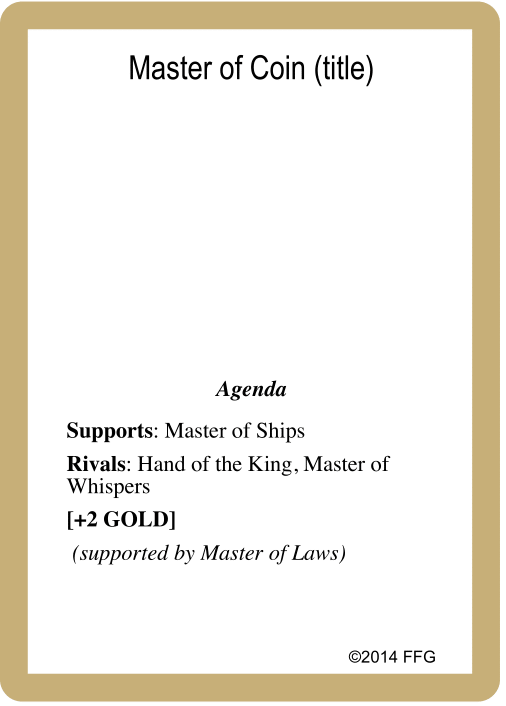 Master of Coin (title)
Agenda
Supports: Master of Ships
Rivals: Hand of the King, Master of
Whispers
[+2 GOLD]
(supported by Master of Laws)
©2014 FFG